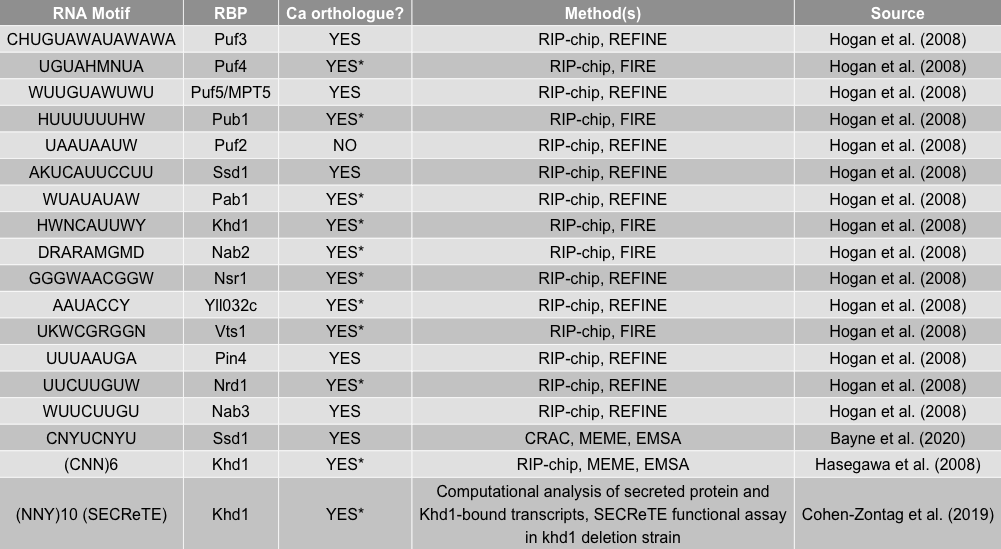 RNA Motif RBP Ca orthologue? Method(s) Source
CHUGUAWAUAWAWA Puf3 YES RIP-chip, REFINE Hogan et al. (2008)
UGUAHMNUA Puf4 YES* RIP-chip, FIRE Hogan et al. (2008)
WUUGUAWUWU Puf5/MPT5 YES RIP-chip, REFINE Hogan et al. (2008)
HUUUUUUHW Pub1 YES* RIP-chip, FIRE Hogan et al. (2008)
UAAUAAUW Puf2 NO RIP-chip, REFINE Hogan et al. (2008)
AKUCAUUCCUU Ssd1 YES RIP-chip, REFINE Hogan et al. (2008)
WUAUAUAW Pab1 YES* RIP-chip, REFINE Hogan et al. (2008)
HWNCAUUWY Khd1 YES* RIP-chip, FIRE Hogan et al. (2008)
DRARAMGMD Nab2 YES* RIP-chip, FIRE Hogan et al. (2008)
GGGWAACGGW Nsr1 YES* RIP-chip, REFINE Hogan et al. (2008)
AAUACCY Yll032c YES* RIP-chip, REFINE Hogan et al. (2008)
UKWCGRGGN Vts1 YES* RIP-chip, FIRE Hogan et al. (2008)
UUUAAUGA Pin4 YES RIP-chip, REFINE Hogan et al. (2008)
UUCUUGUW Nrd1 YES* RIP-chip, REFINE Hogan et al. (2008)
WUUCUUGU Nab3 YES RIP-chip, REFINE Hogan et al. (2008)
CNYUCNYU Ssd1 YES CRAC, MEME, EMSA Bayne et al. (2020)
(CNN)6 Khd1 YES* RIP-chip, MEME, EMSA Hasegawa et al. (2008)
(NNY)10 (SECReTE) Khd1 YES* Computational analysis of secreted protein and
Khd1-bound transcripts, SECReTE functional assay
in khd1 deletion strain Cohen-Zontag et al. (2019)